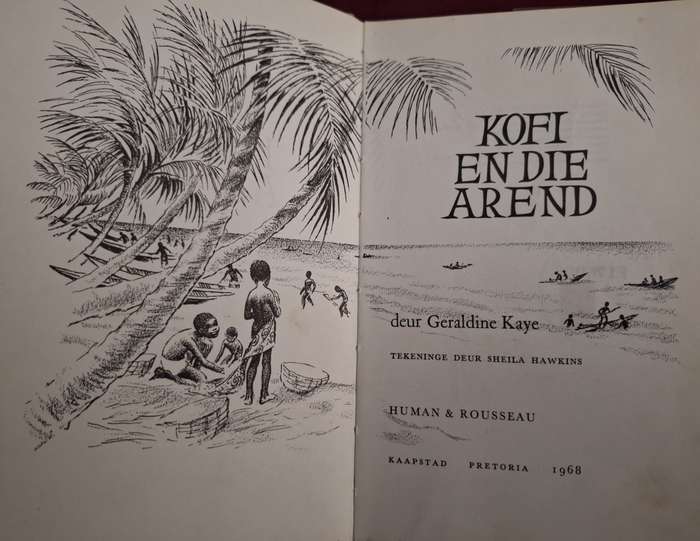 KOFI
EN DIE
AREND
deur Geraldine Kaye
TEKENINGE DEUR SHEILA HAWKINS
HUMAN & ROUSSEAU
KAAPSTAD PRETORIA 1968